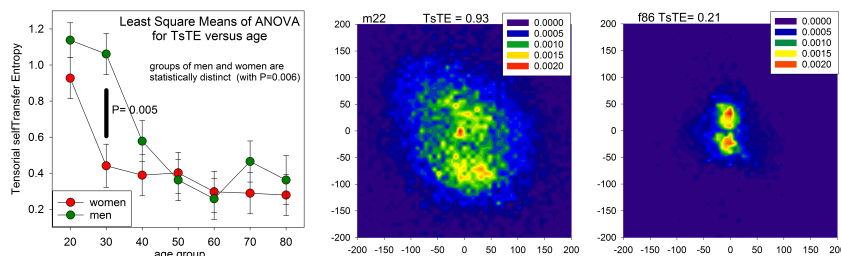 Least Square Means of ANOVA
for TsTE versus age
groups of men and women are
statistically distinct (with P=0.006)
P= 0.005
Tensorial selfTransfer Entropy
1.2
1.0
0.8
0.6
0.4
0.2
women
men
20 30 40 50 60 70 80
age group
m22 TsTE = 0.93
0.0000
0.0005
0.0010
0.0015
0.0020
200
150
100
50
0
-50
-100
-150
-200
-200 -150 -100 -50 0 50 100 150 200
f86 TsTE= 0.21
0.0000
0.0005
0.0010
0.0015
0.0020
200
150
100
50
0
-50
-100
-150
-200
-200 -150 -100 -50 0 50 100 150 200